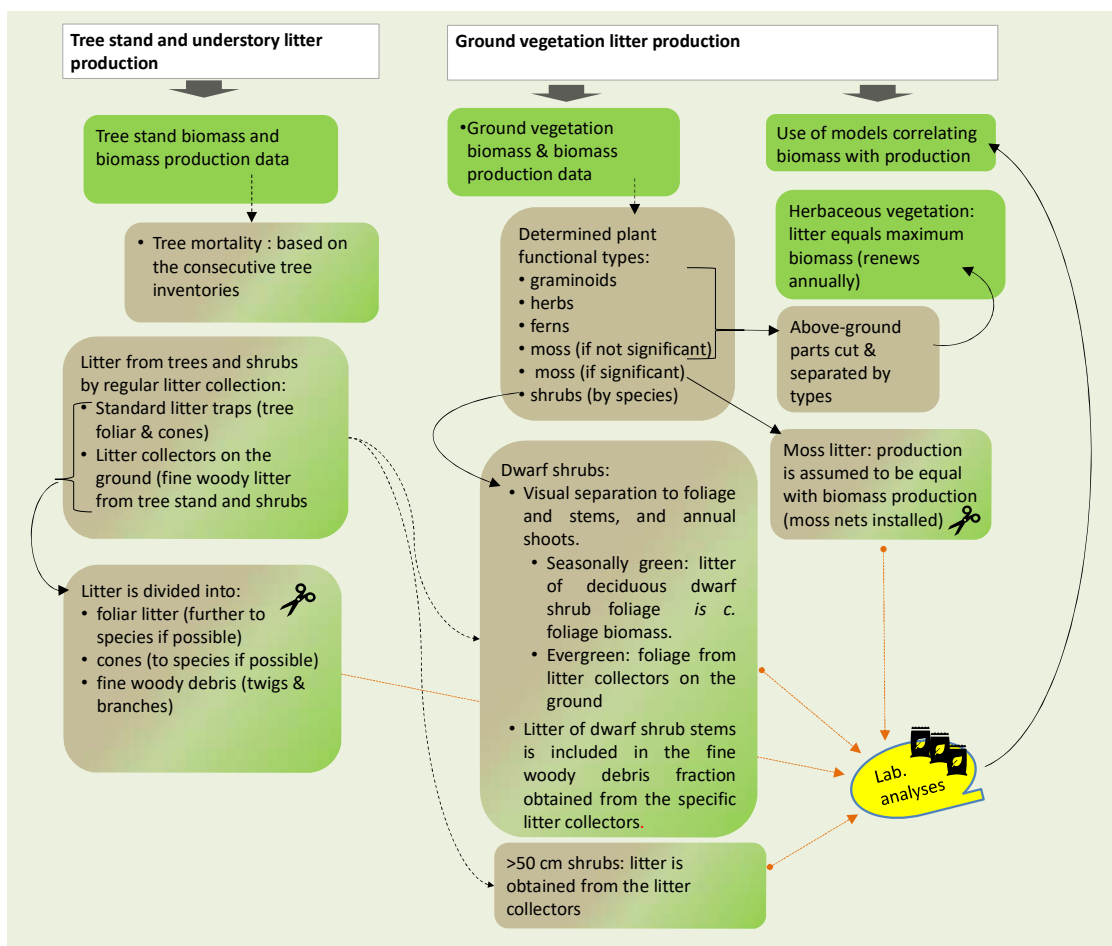 Tree stand and understory litter
production
Ground vegetation litter production
Tree stand biomass and
biomass production data
• Tree mortality : based on
the consecutive tree
inventories
Litter from trees and shrubs
by regular litter collection:
• Standard litter traps (tree
foliar & cones)
• Litter collectors on the
ground (fine woody litter
from tree stand and shrubs
Litter is divided into:
• foliar litter (further to
species if possible)
• cones (to species if possible)
• fine woody debris (twigs &
branches)
•Ground vegetation
biomass & biomass
production data
Determined plant
functional types:
• graminoids
• herbs
• ferns
• moss (if not significant)
• moss (if significant)
• shrubs (by species)
Dwarf shrubs:
• Visual separation to foliage
and stems, and annual
shoots.
• Seasonally green: litter
of deciduous dwarf
shrub foliage is c.
foliage biomass.
• Evergreen: foliage from
litter collectors on the
ground
• Litter of dwarf shrub stems
is included in the fine
woody debris fraction
obtained from the specific
litter collectors.
>50 cm shrubs: litter is
obtained from the litter
collectors
Use of models correlating
biomass with production
Herbaceous vegetation:
litter equals maximum
biomass (renews
annually)
Above-ground
parts cut &
separated by
types
Moss litter: production
is assumed to be equal
with biomass production
(moss nets installed)
Lab.
analyses